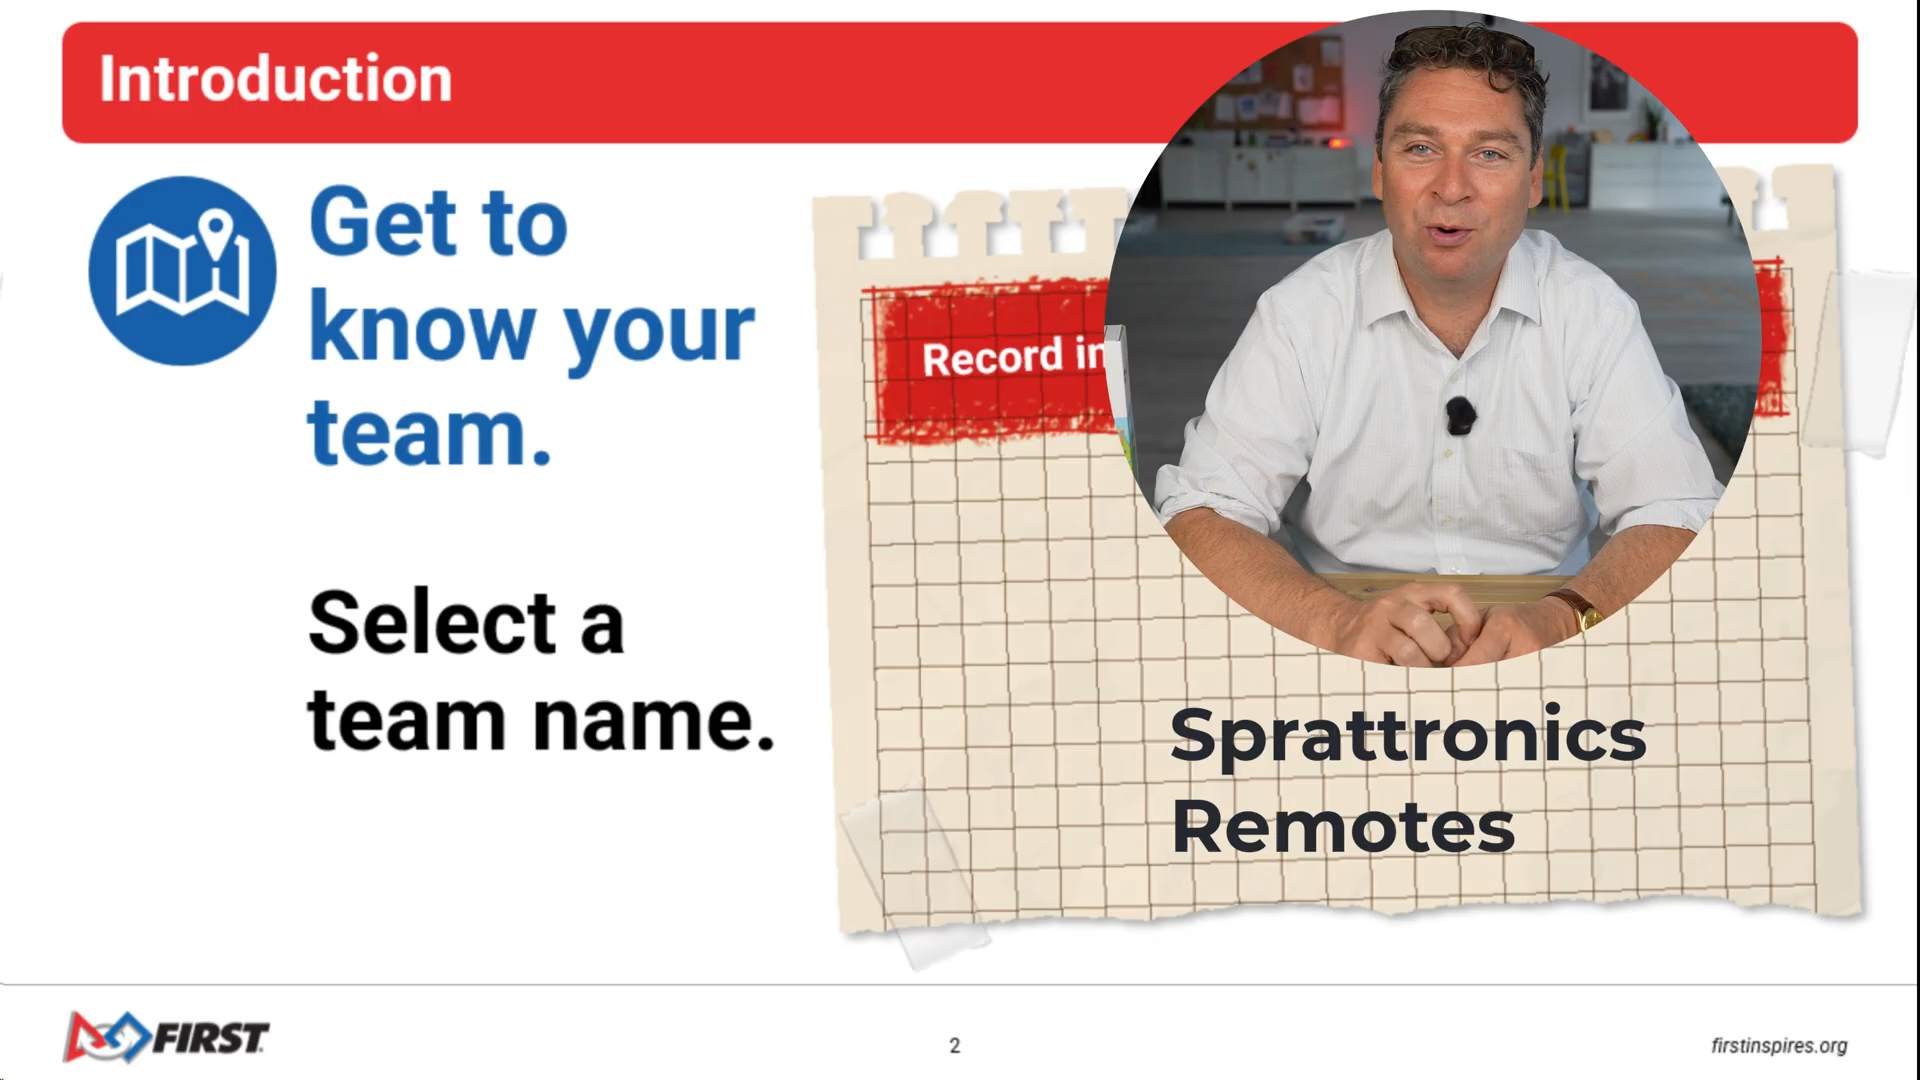 Introduction
Get to
know your
team.
Select a
team name.
Record in
Sprattronics
Remotes
FIRST
2
firstinspires.org